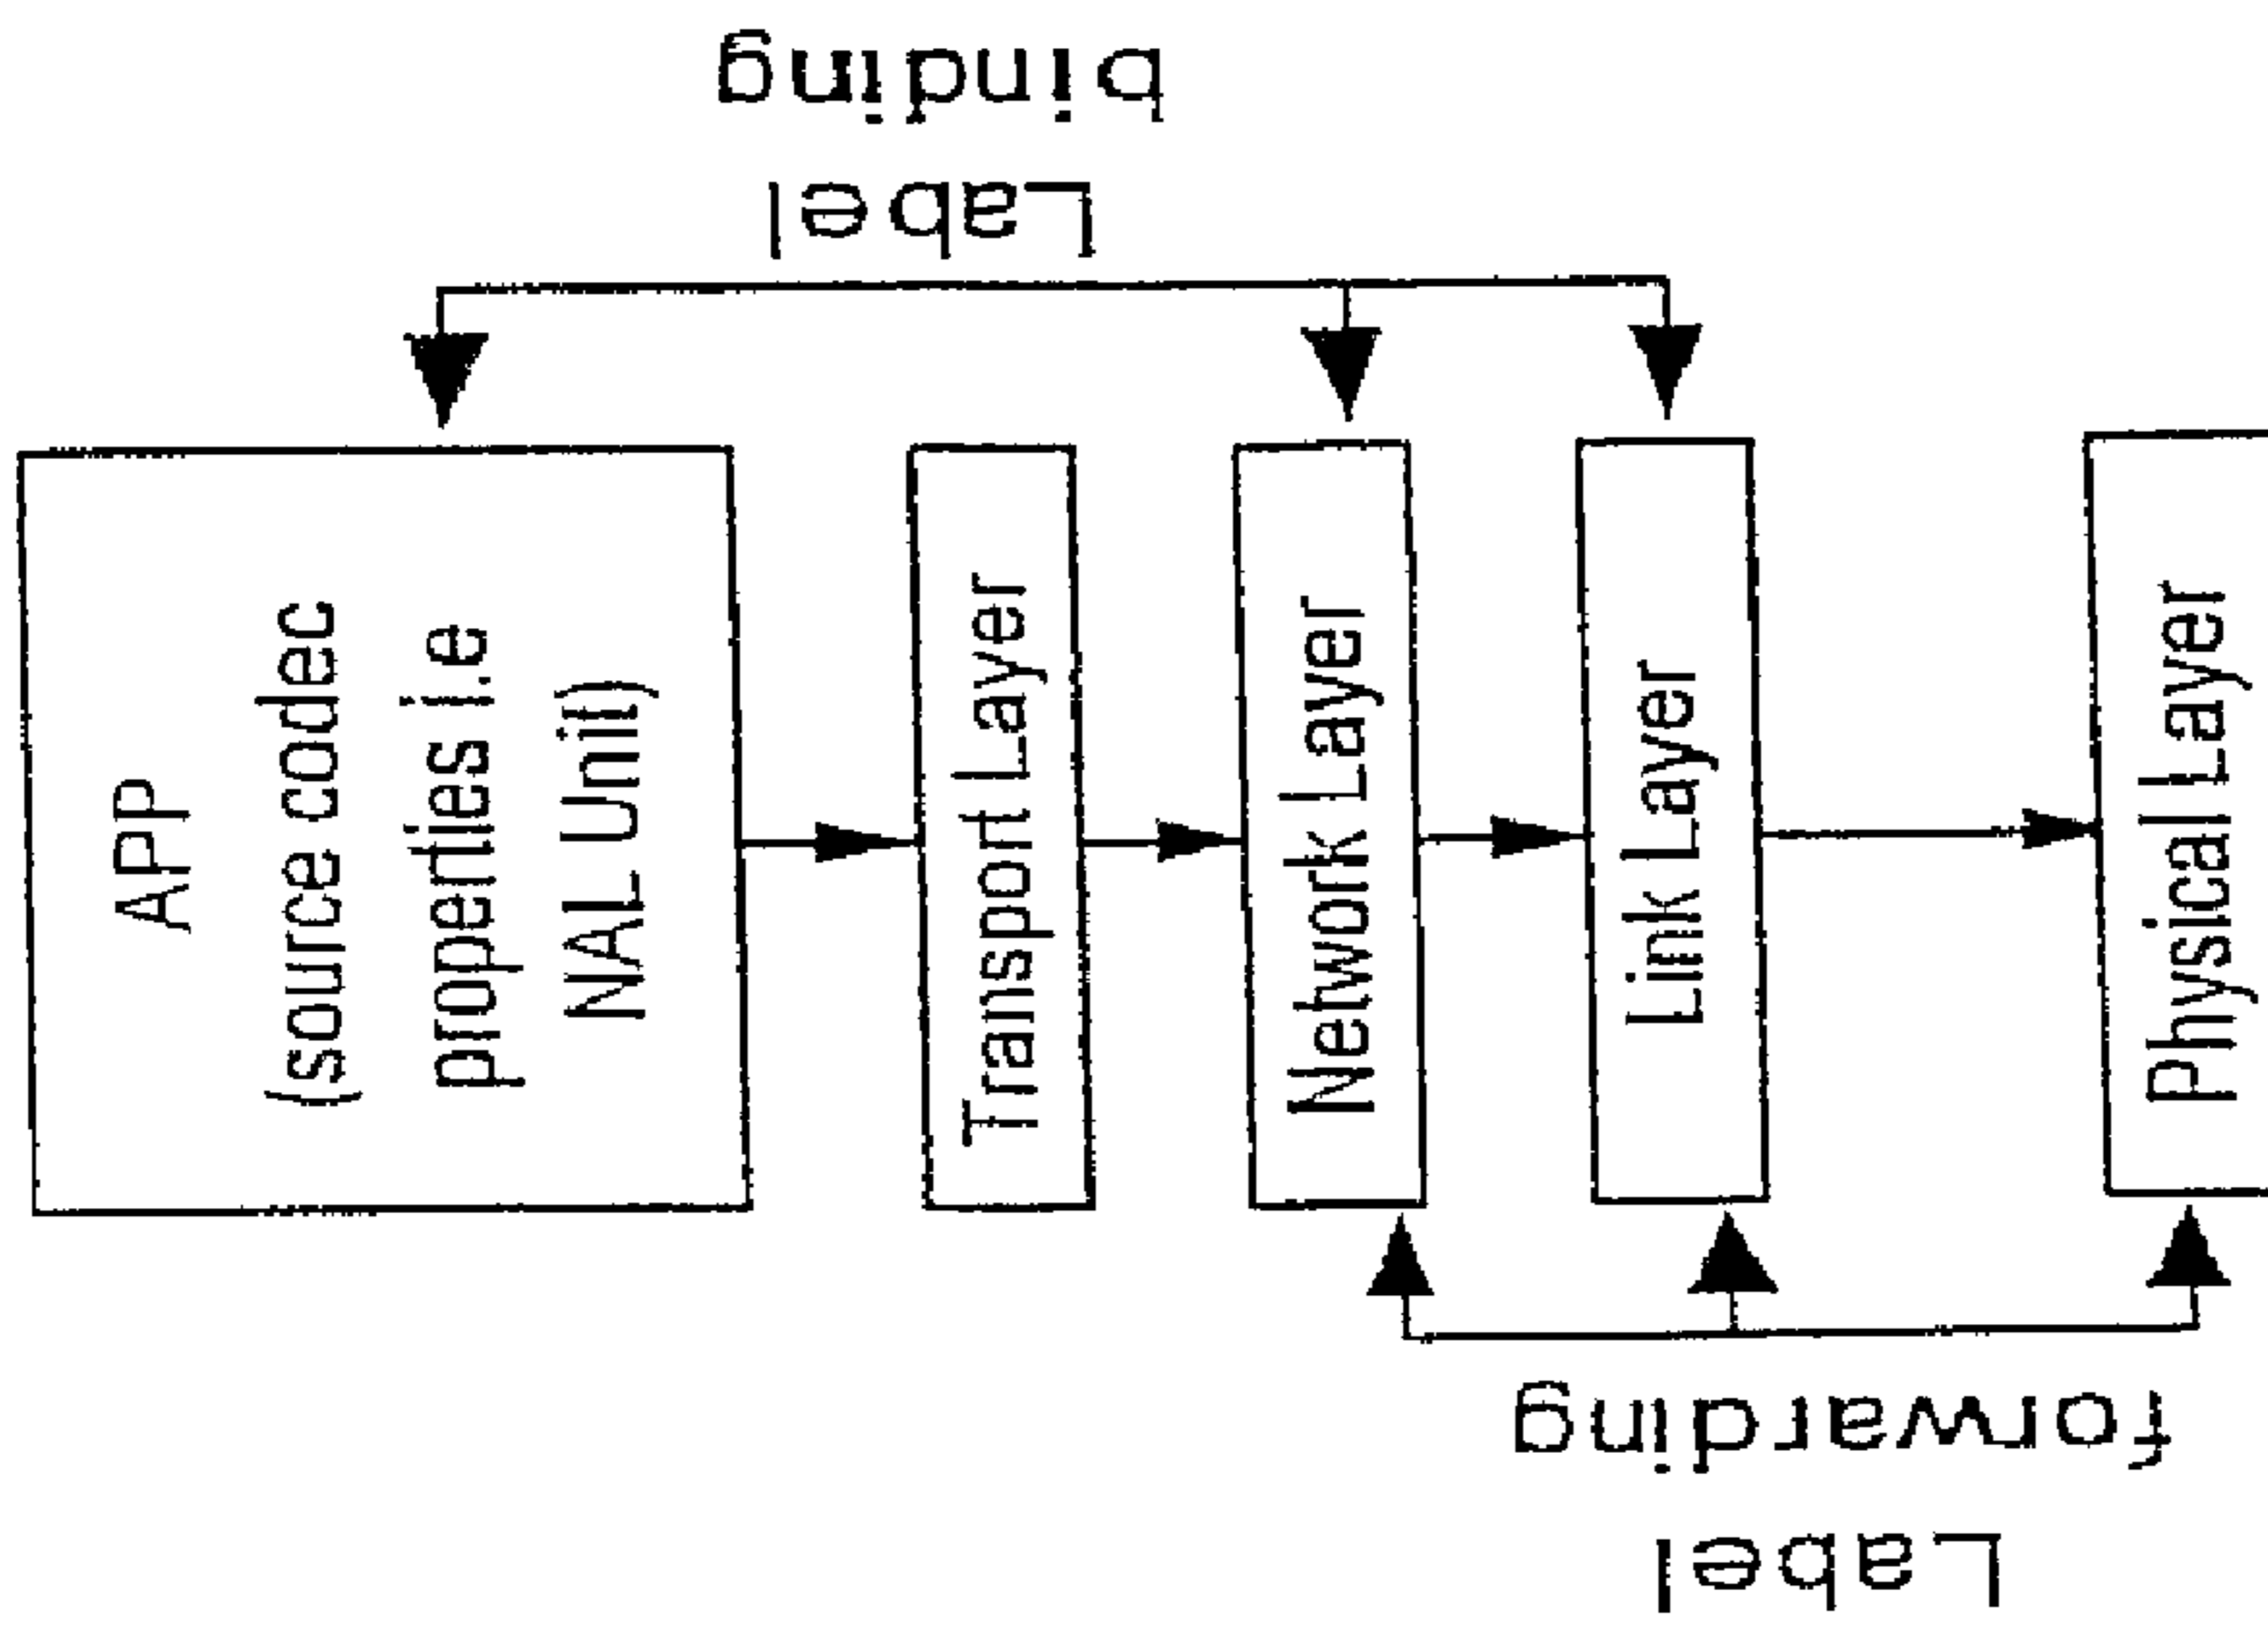 Label
binding
APP
(source codec
properties i.e
NAL Unit)
Transport Layer
Network Layer
Link Layer
Physical Layer
Label
forwarding